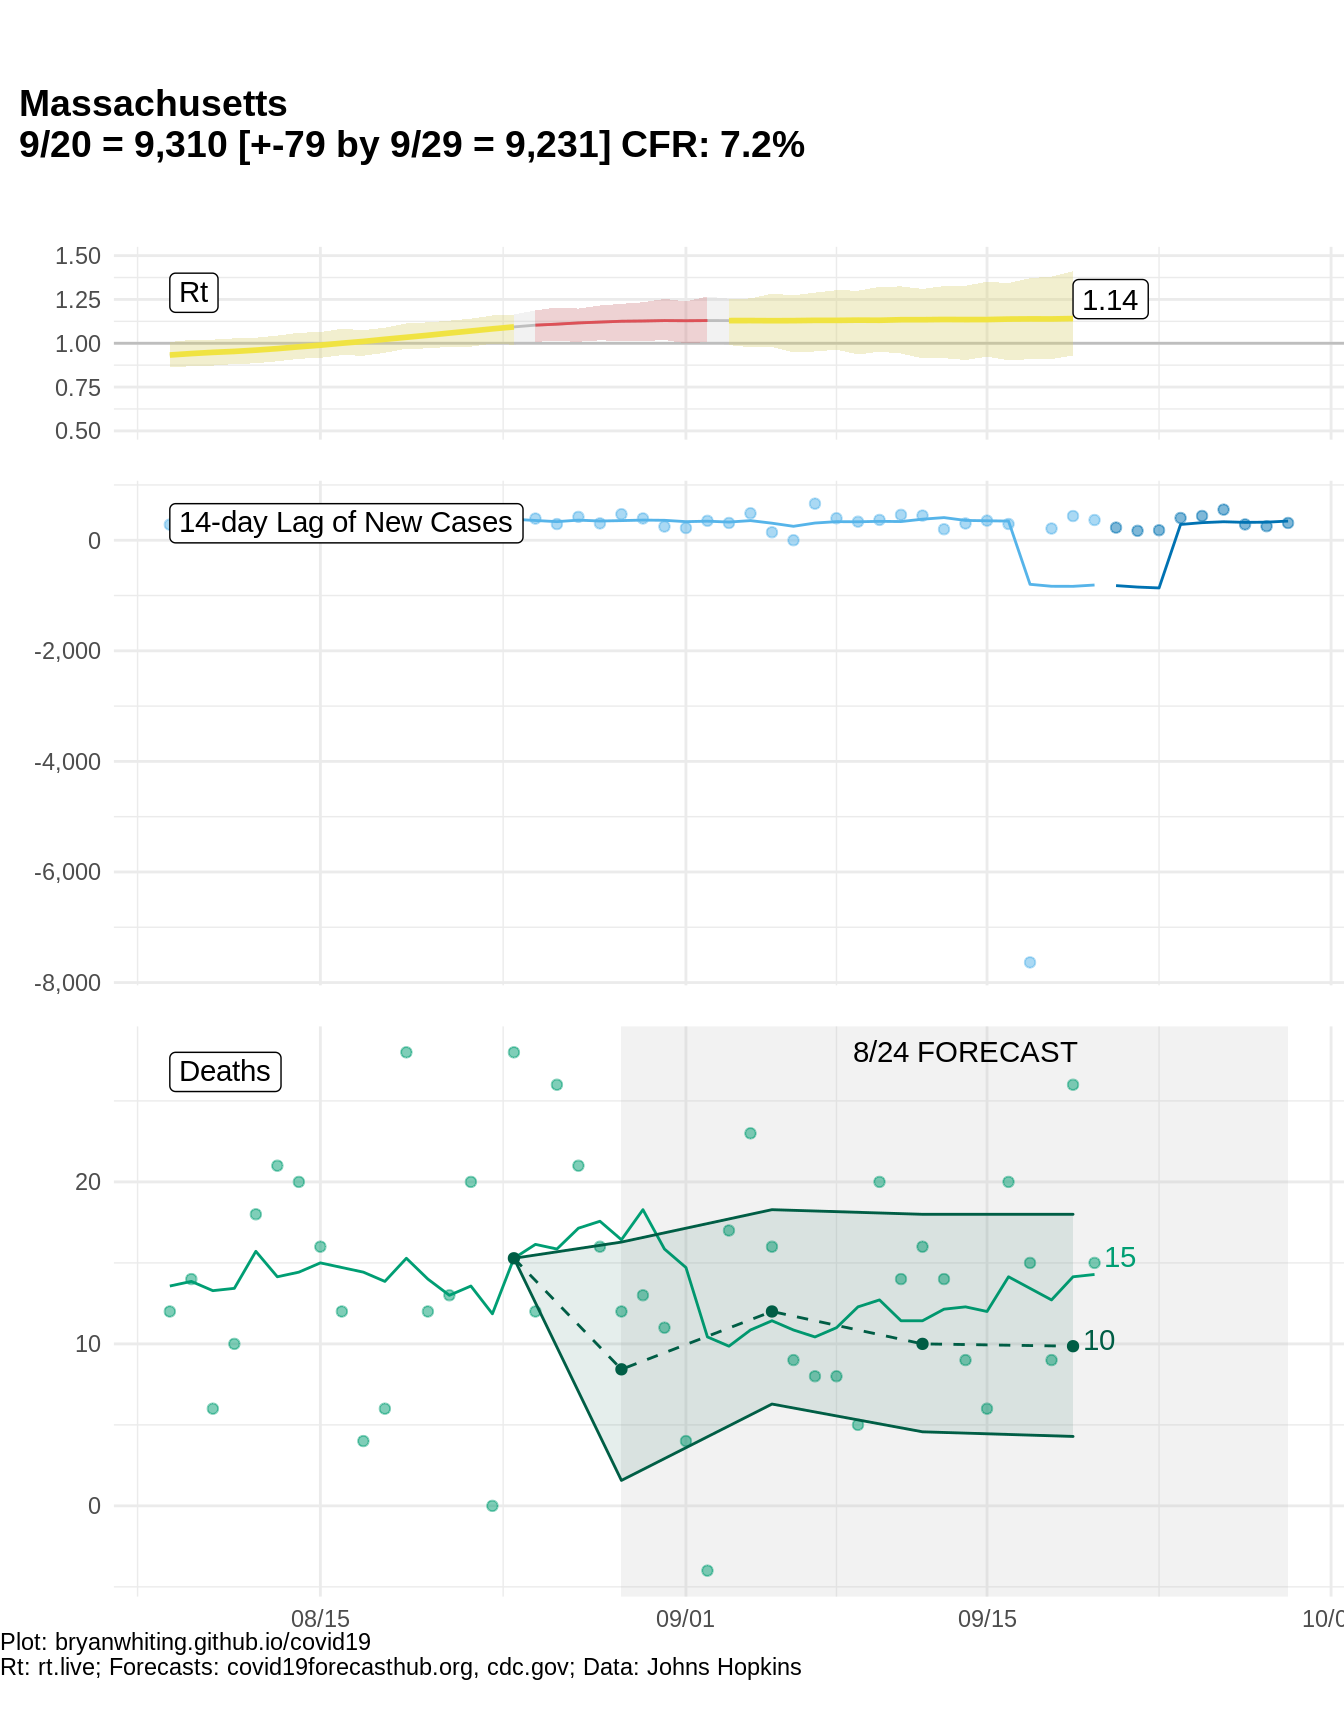 Massachusetts
9/20 = 9,310 [+-79 by 9/29 = 9,231] CFR: 7.2%
1.50
1.25
1.00
0.75
0.50
Rt
1.14
14-day Lag of New Cases
0
-2,000
-4,000
-6,000
-8,000
8/24 FORECAST
Deaths
20
10
0
15
10
08/15
09/01
09/15
10/0
Plot: bryanwhiting.github.io/covid19
Rt: rt.live; Forecasts: covid19forecasthub.org, cdc.gov; Data: Johns Hopkins